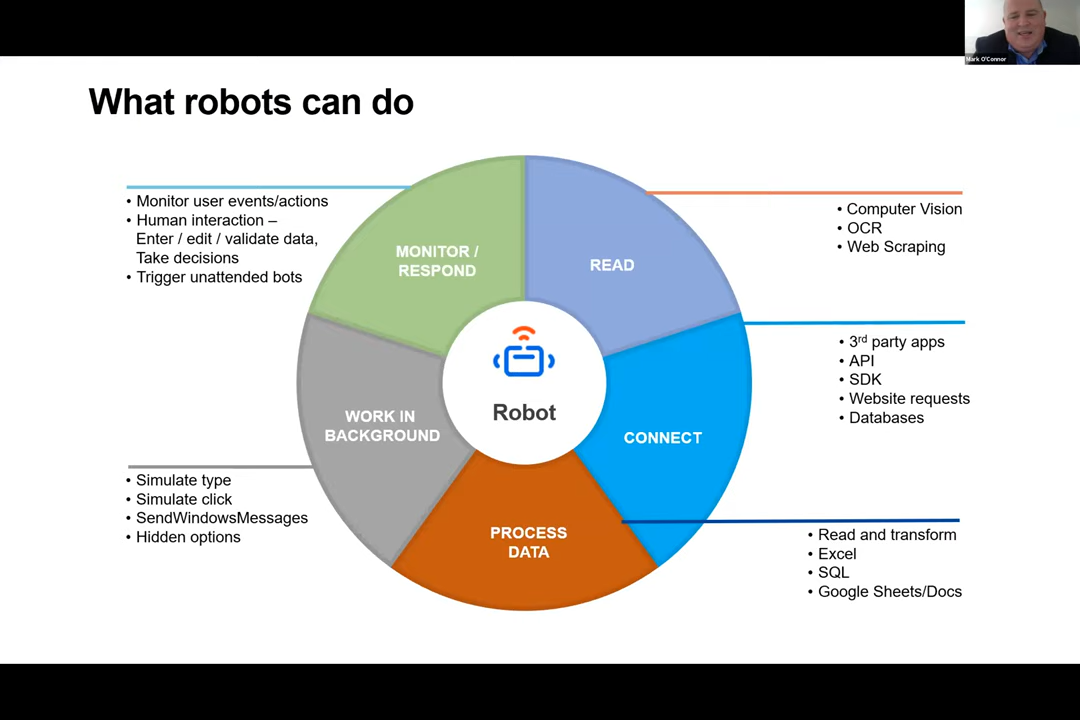 Mark O'Connor
What robots can do
• Monitor user events/actions
• Human interaction –
Enter / edit / validate data,
Take decisions
• Trigger unattended bots
MONITOR /
RESPOND
READ
• Computer Vision
• OCR
• Web Scraping
• 3rd party apps
• API
• SDK
• Website requests
• Databases
Robot
WORK IN
BACKGROUND
CONNECT
• Simulate type
• Simulate click
• SendWindowsMessages
• Hidden options
PROCESS
DATA
• Read and transform
• Excel
• SQL
• Google Sheets/Docs